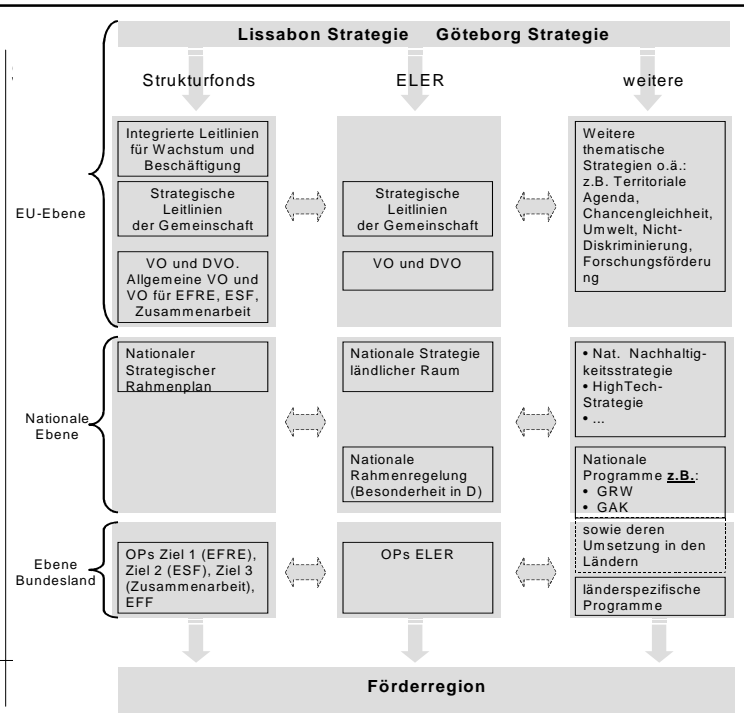 Lissabon Strategie Göteborg Strategie
Strukturfonds
ELER
weitere
EU-Ebene
Integrierte Leitlinien
für Wachstum und
Beschäftigung
Strategische
Leitlinien
der Gemeinschaft
VO und DVO.
Allgemeine VO und
VO für EFRE, ESF,
Zusammenarbeit
Strategische
Leitlinien
der Gemeinschaft
VO und DVO
Weitere
thematische
Strategien o.ä.:
z.B. Territoriale
Agenda,
Chancengleichheit,
Umwelt, Nicht-
Diskriminierung,
Forschungsförderu
ng
Nationale
Ebene
Nationaler
Strategischer
Rahmenplan
Nationale Strategie
ländlicher Raum
Nationale
Rahmenregelung
(Besonderheit in D)
• Nat. Nachhaltig-
keitsstrategie
• HighTech-
Strategie
• ...
Nationale
Programme z.B.:
• GRW
• GAK
sowie deren
Umsetzung in den
Ländern
Ebene
Bundesland
OPs Ziel 1 (EFRE),
Ziel 2 (ESF), Ziel 3
(Zusammenarbeit),
EFF
OPs ELER
länderspezifische
Programme
Förderregion